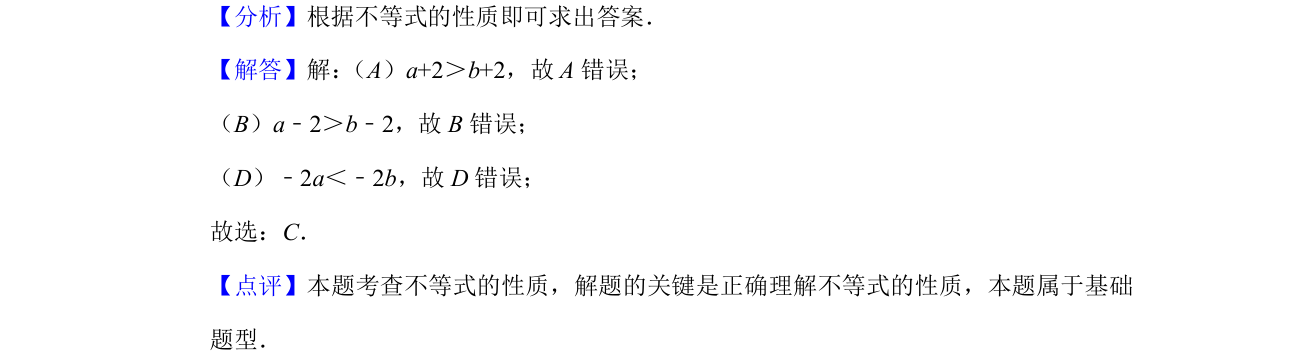 【分析】根据不等式的性质即可求出答案．
【解答】解：（A）a+2＞b+2，故 A 错误；
（B）a﹣2＞b﹣2，故 B 错误；
（D）﹣2a＜﹣2b，故 D 错误；
故选：C．
【点评】本题考查不等式的性质，解题的关键是正确理解不等式的性质，本题属于基础
题型．